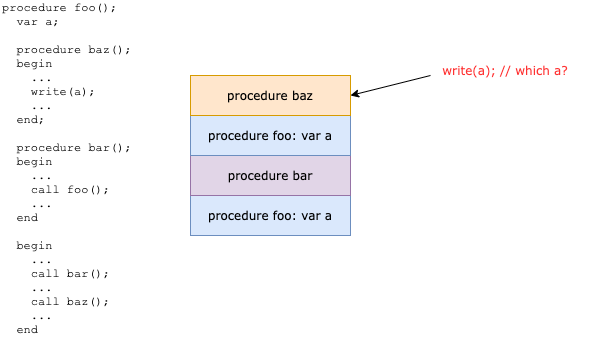 procedure foo();
var a;
procedure baz();
begin
...
write(a);
...
end;
procedure bar();
begin
...
call foo();
...
end
begin
...
call bar();
...
call baz();
...
end
write(a); // which a?
procedure baz
procedure foo: var a
procedure bar
procedure foo: var a